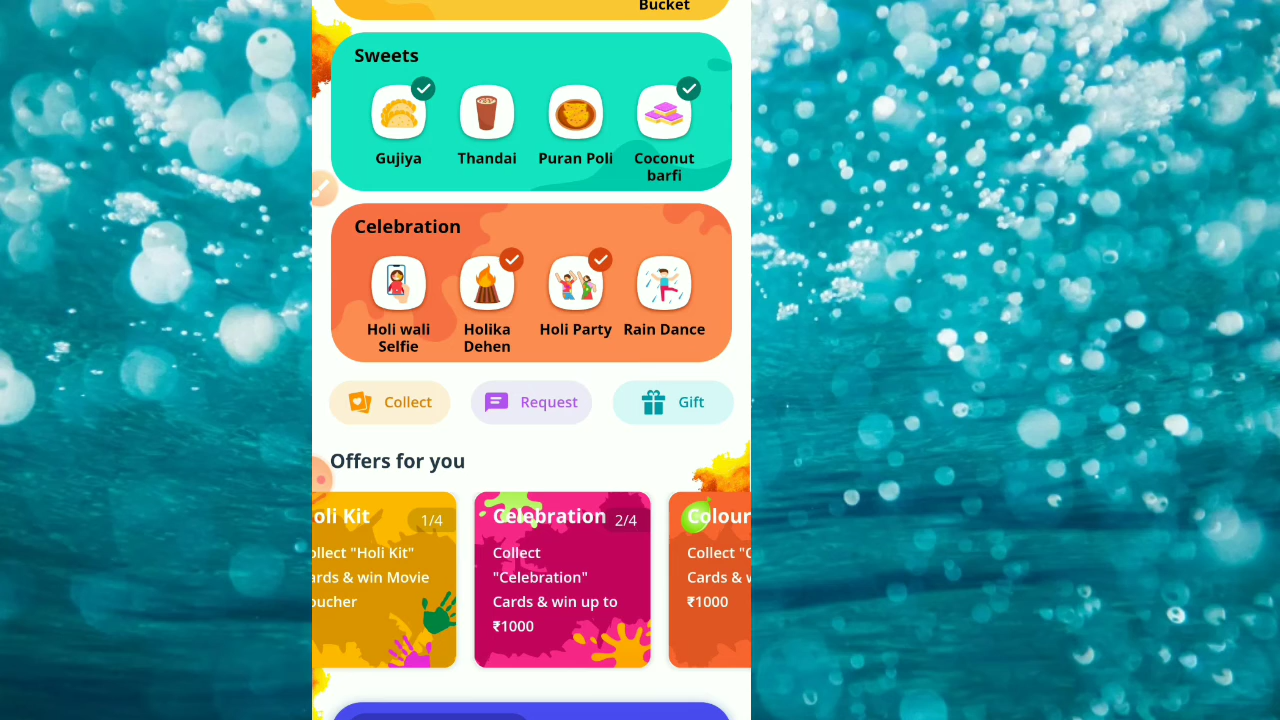 Bucket
Sweets
Gujiya
Thandai
Puran Poli
Coconut
barfi
Celebration
Holi wali
Selfie
Holika
Dehen
Holi Party
Rain Dance
Collect
Request
Gift
Offers for you
oli Kit
1/4
ollect "Holi Kit"
ards & win Movie
oucher
Celebration
2/4
Collect
"Celebration"
Cards & win up to
₹1000
Colour
Collect "C
Cards & w
₹1000